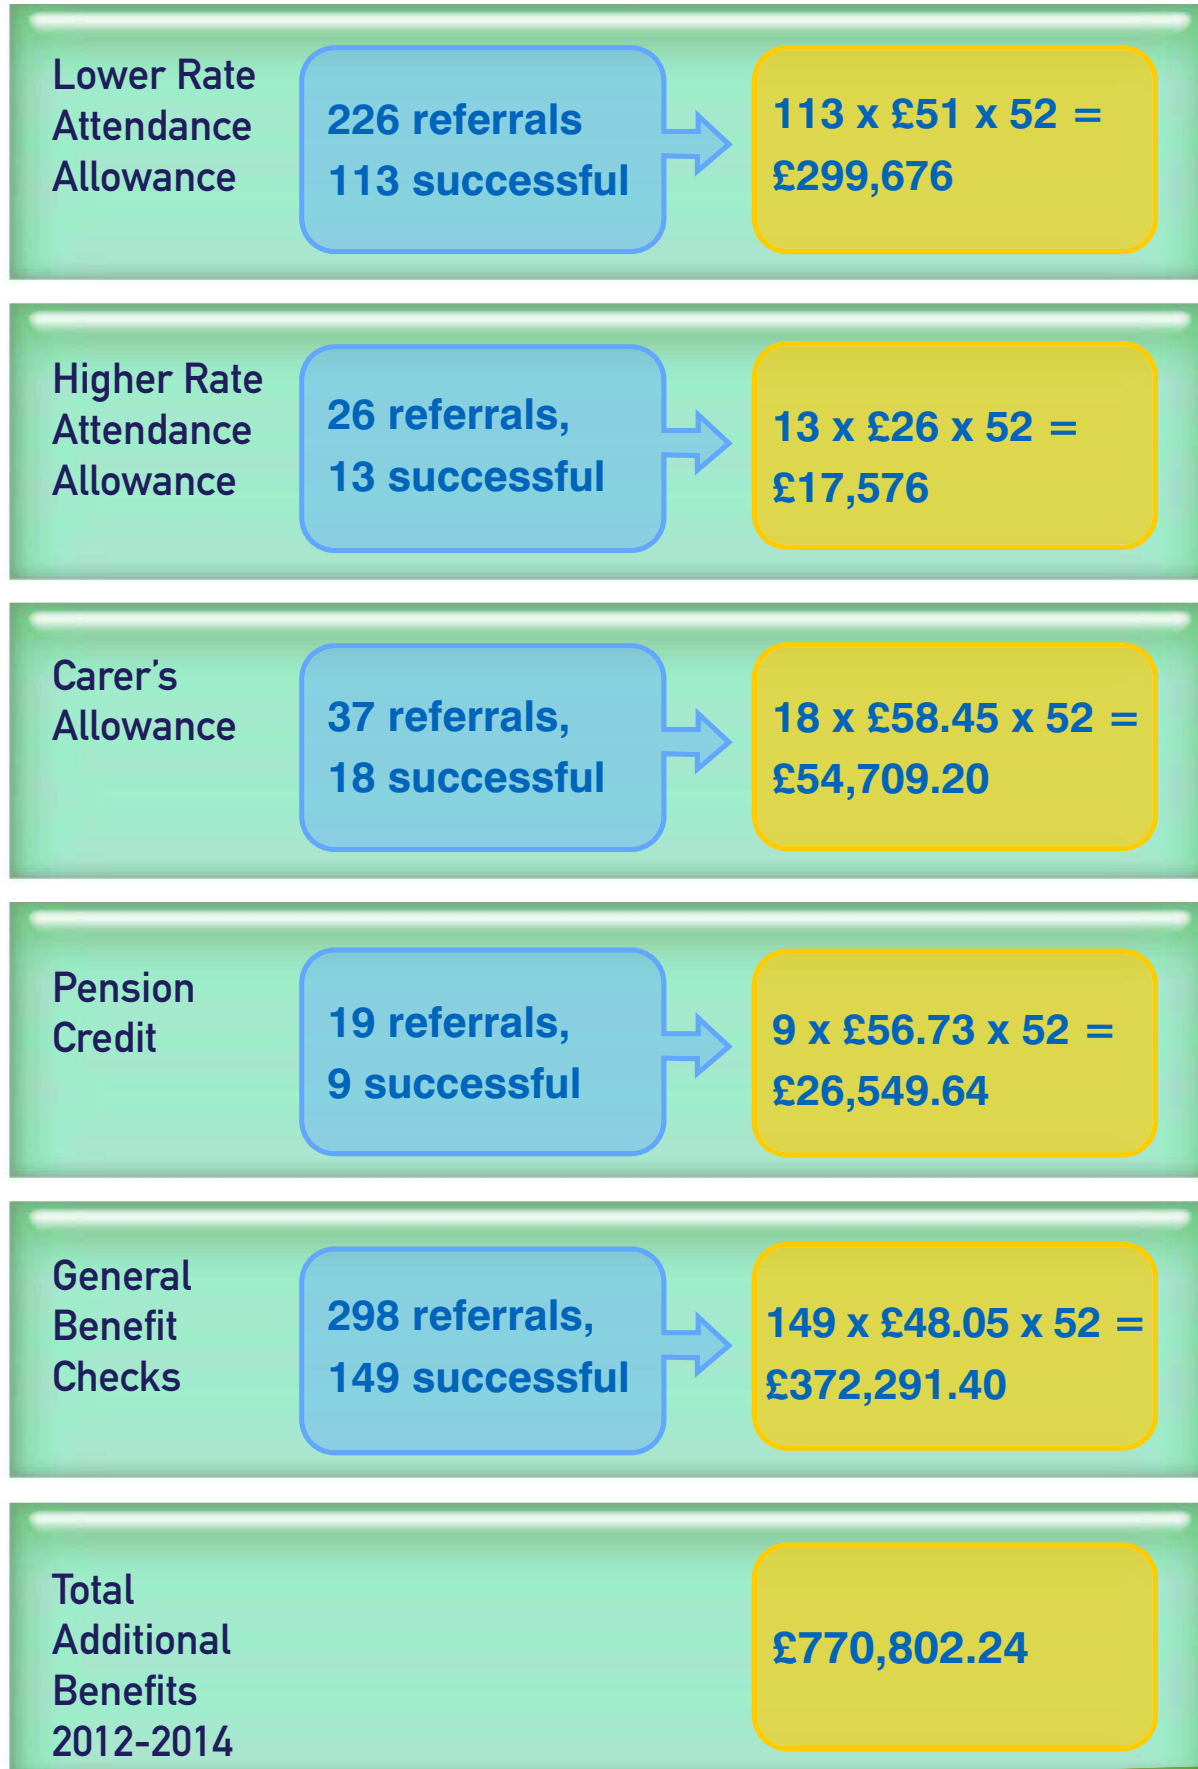 Lower Rate
Attendance
Allowance
226 referrals
113 successful
113 x £51 x 52 =
£299,676
Higher Rate
Attendance
Allowance
26 referrals,
13 successful
13 x £26 x 52 =
£17,576
Carer’s
Allowance
37 referrals,
18 successful
18 x £58.45 x 52 =
£54,709.20
Pension
Credit
19 referrals,
9 successful
9 x £56.73 x 52 =
£26,549.64
General
Benefit
Checks
298 referrals,
149 successful
149 x £48.05 x 52 =
£372,291.40
Total
Additional
Benefits
2012-2014
£770,802.24